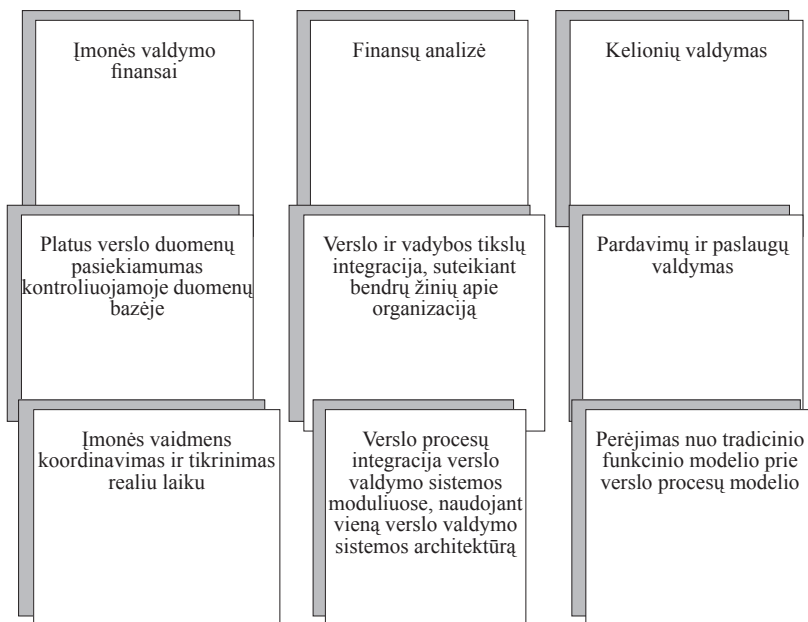 Įmonės valdymo
finansai
Finansų analizė
Kelionių valdymas
Platus verslo duomenų
pasiekiamumas
kontroliuojamoje duomenų
bazėje
Verslo ir vadybos tikslų
integracija, suteikiant
bendrų žinių apie
organizaciją
Pardavimų ir paslaugų
valdymas
Įmonės vaidmens
koordinavimas ir tikrinimas
realiu laiku
Verslo procesų
integracija verslo
valdymo sistemos
moduliuose, naudojant
vieną verslo valdymo
sistemos architektūrą
Perėjimas nuo tradicinio
funkcinio modelio prie
verslo procesų modelio